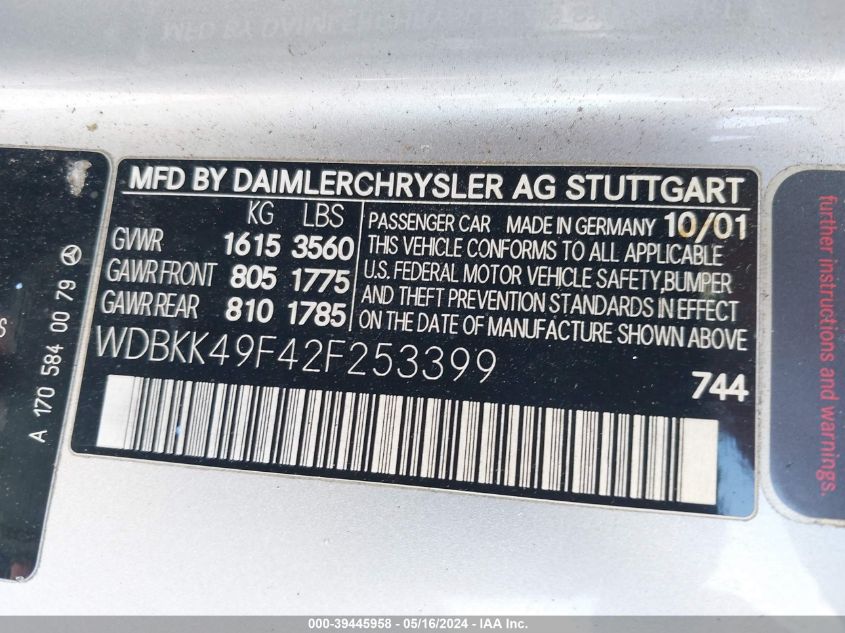 MFD BY DAIMLERCHRYSLER AG STUTTGART
KG LBS
GVWR 1615 3560
GAWR FRONT 805 1775
GAWR REAR 810 1785
PASSENGER CAR MADE IN GERMANY 10/01
THIS VEHICLE CONFORMS TO ALL APPLICABLE
U.S. FEDERAL MOTOR VEHICLE SAFETY, BUMPER
AND THEFT PREVENTION STANDARDS IN EFFECT
ON THE DATE OF MANUFACTURE SHOWN ABOVE
WDBKK49F42F253399
744
A 170 584 00 79
S
further instructions and warnings.
000-39445958 - 05/16/2024 - IAA Inc.